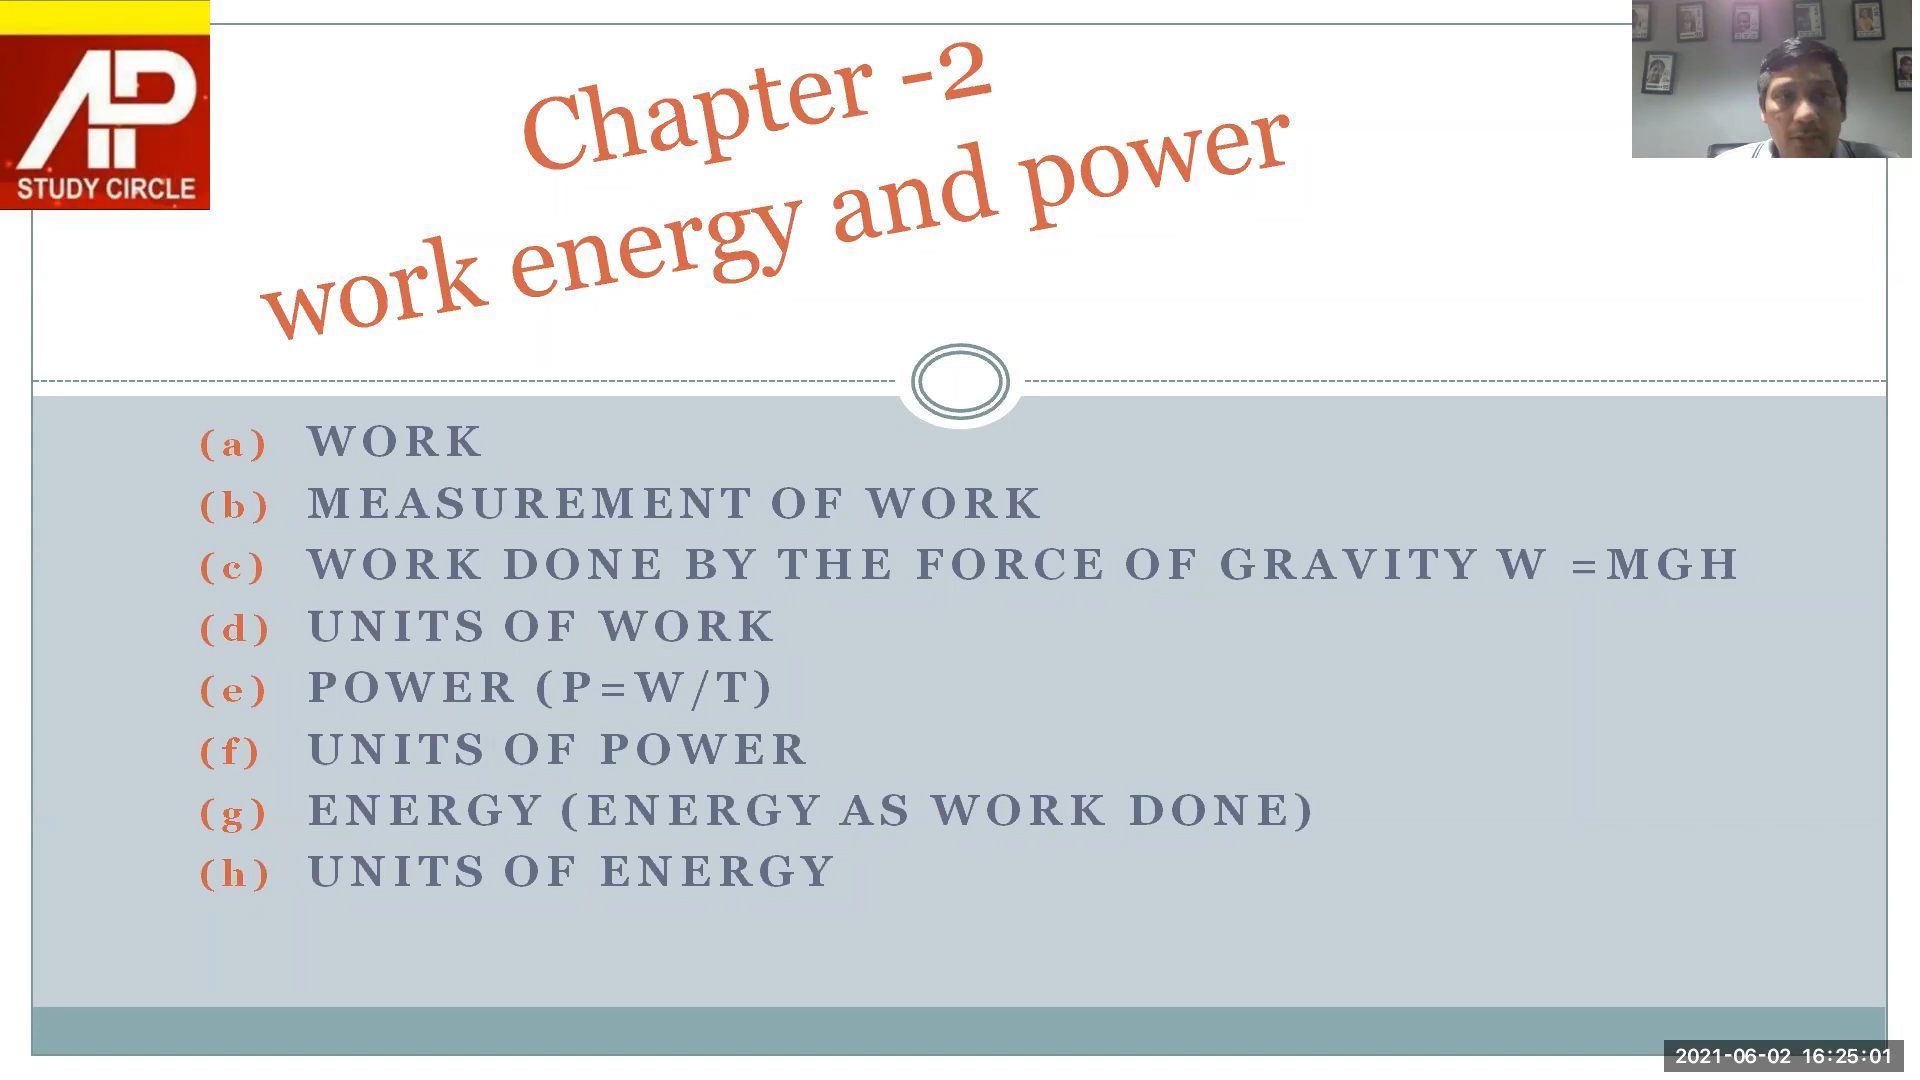 AP
STUDY CIRCLE
Chapter -2
work energy and power
(a) WORK
(b) MEASUREMENT OF WORK
(c) WORK DONE BY THE FORCE OF GRAVITY W =MGH
(d) UNITS OF WORK
(e) POWER (P=W/T)
(f) UNITS OF POWER
(g) ENERGY (ENERGY AS WORK DONE)
(h) UNITS OF ENERGY
2021-06-02 16:25:01